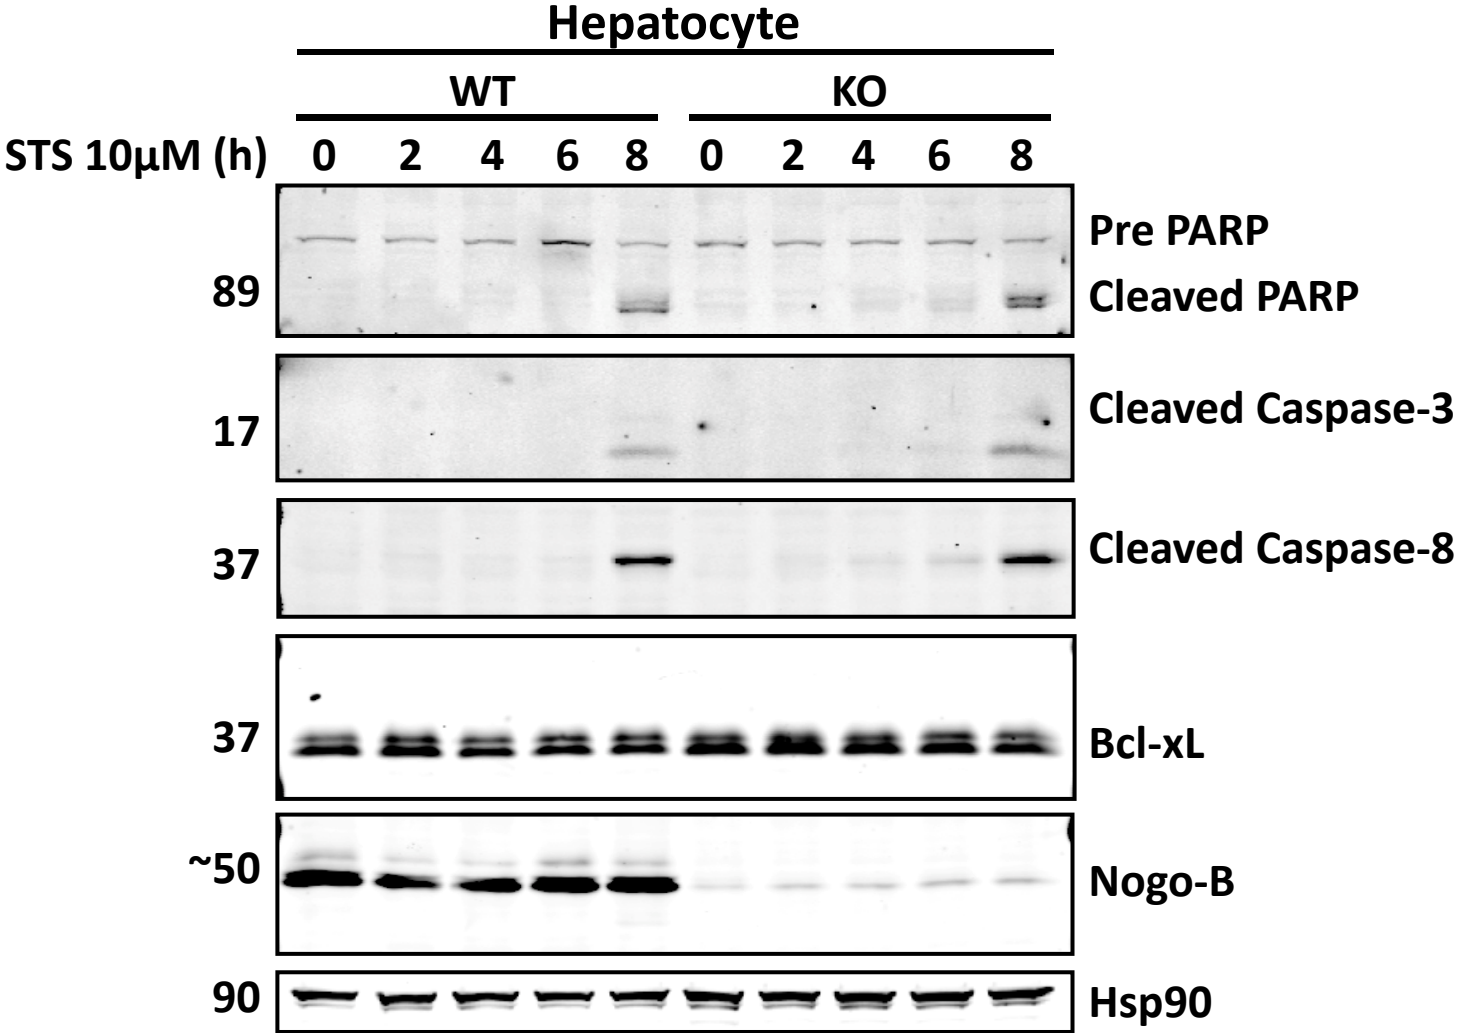 Hepatocyte
WT KO
STS 10μM (h) 0 2 4 6 8 0 2 4 6 8
Pre PARP
89 Cleaved PARP
17 Cleaved Caspase-3
37 Cleaved Caspase-8
37 Bcl-xL
~50 Nogo-B
90 Hsp90